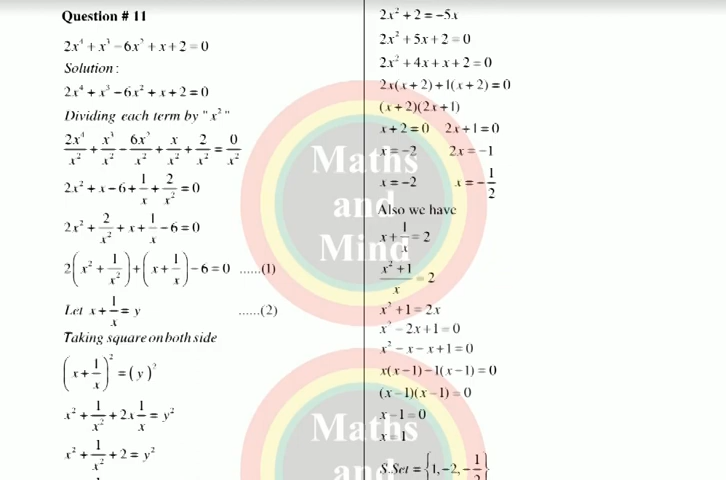 Question # 11
2x⁴ + x³ − 6x² + x + 2 = 0
Solution :
2x⁴ + x³ − 6x² + x + 2 = 0
Dividing each term by "x²"
2x⁴/x² + x³/x² − 6x²/x² + x/x² + 2/x² = 0/x²
2x² + x − 6 + 1/x + 2/x² = 0
2x² + 2/x² + x + 1/x − 6 = 0
2(x² + 1/x²) + (x + 1/x) − 6 = 0 ......(1)
Let x + 1/x = y ......(2)
Taking square on both side
(x + 1/x)² = (y)²
x² + 1/x² + 2x 1/x = y²
x² + 1/x² + 2 = y²
2x² + 2 = −5x
2x² + 5x + 2 = 0
2x² + 4x + x + 2 = 0
2x(x + 2) + 1(x + 2) = 0
(x + 2)(2x + 1)
x + 2 = 0 2x + 1 = 0
x = −2 2x = −1
x = −2 x = −1/2
Also we have
x + 1/x = 2
x² + 1/x = 2
x² + 1 = 2x
x² − 2x + 1 = 0
x² − x − x + 1 = 0
x(x − 1) − 1(x − 1) = 0
(x − 1)(x − 1) = 0
x − 1 = 0
x = 1
S.Set = {1, −2, −1/2}
Maths
and
Mind
Maths
and